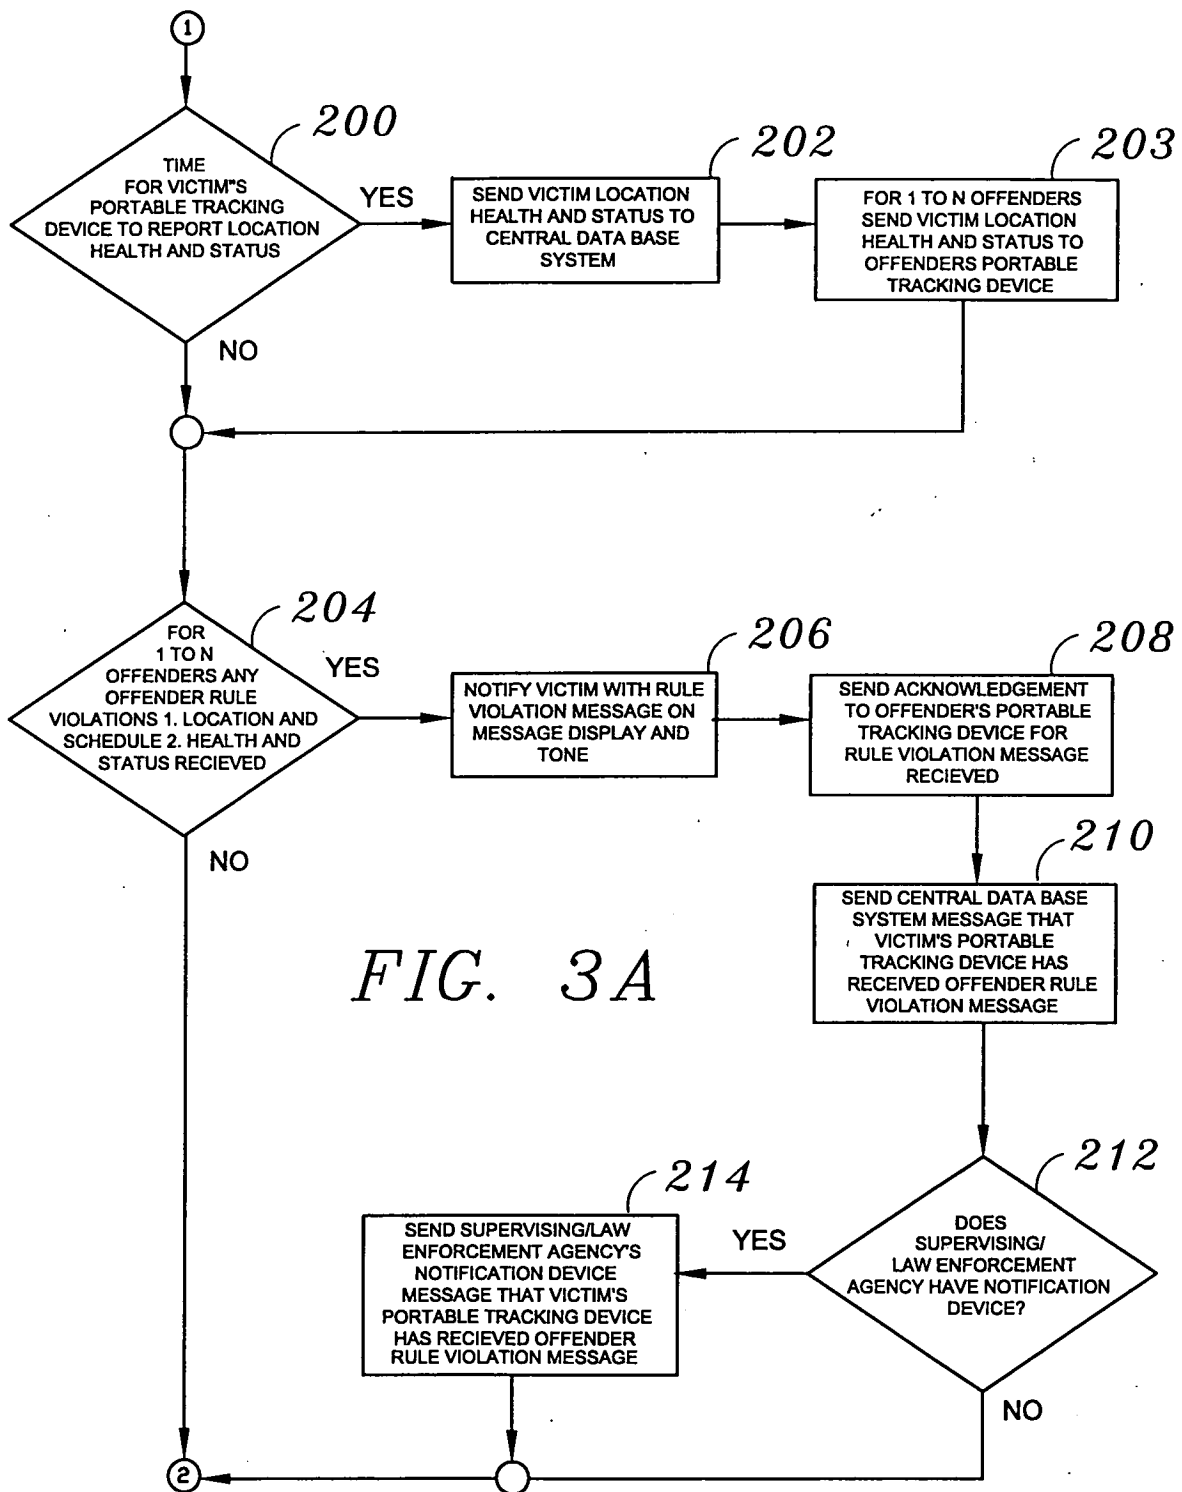 1
200
TIME
FOR VICTIM"S
PORTABLE TRACKING
DEVICE TO REPORT LOCATION
HEALTH AND STATUS
YES
NO
202
SEND VICTIM LOCATION
HEALTH AND STATUS TO
CENTRAL DATA BASE
SYSTEM
203
FOR 1 TO N OFFENDERS
SEND VICTIM LOCATION
HEALTH AND STATUS TO
OFFENDERS PORTABLE
TRACKING DEVICE
204
FOR
1 TO N
OFFENDERS ANY
OFFENDER RULE
VIOLATIONS 1. LOCATION AND
SCHEDULE 2. HEALTH AND
STATUS RECIEVED
YES
NO
206
NOTIFY VICTIM WITH RULE
VIOLATION MESSAGE ON
MESSAGE DISPLAY AND
TONE
208
SEND ACKNOWLEDGEMENT
TO OFFENDER'S PORTABLE
TRACKING DEVICE FOR
RULE VIOLATION MESSAGE
RECIEVED
210
SEND CENTRAL DATA BASE
SYSTEM MESSAGE THAT
VICTIM'S PORTABLE
TRACKING DEVICE HAS
RECEIVED OFFENDER RULE
VIOLATION MESSAGE
FIG. 3A
212
DOES
SUPERVISING/
LAW ENFORCEMENT
AGENCY HAVE NOTIFICATION
DEVICE?
YES
NO
214
SEND SUPERVISING/LAW
ENFORCEMENT AGENCY'S
NOTIFICATION DEVICE
MESSAGE THAT VICTIM'S
PORTABLE TRACKING DEVICE
HAS RECIEVED OFFENDER
RULE VIOLATION MESSAGE
2